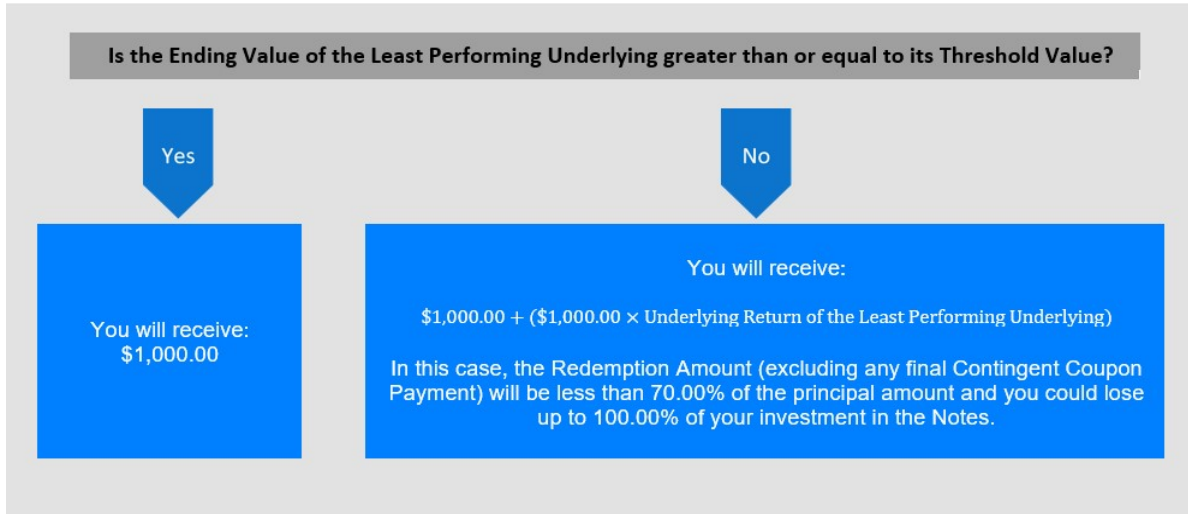 Is the Ending Value of the Least Performing Underlying greater than or equal to its Threshold Value?
Yes
No
You will receive:
$1,000.00
You will receive:
$1,000.00 + ($1,000.00 × Underlying Return of the Least Performing Underlying)
In this case, the Redemption Amount (excluding any final Contingent Coupon
Payment) will be less than 70.00% of the principal amount and you could lose
up to 100.00% of your investment in the Notes.